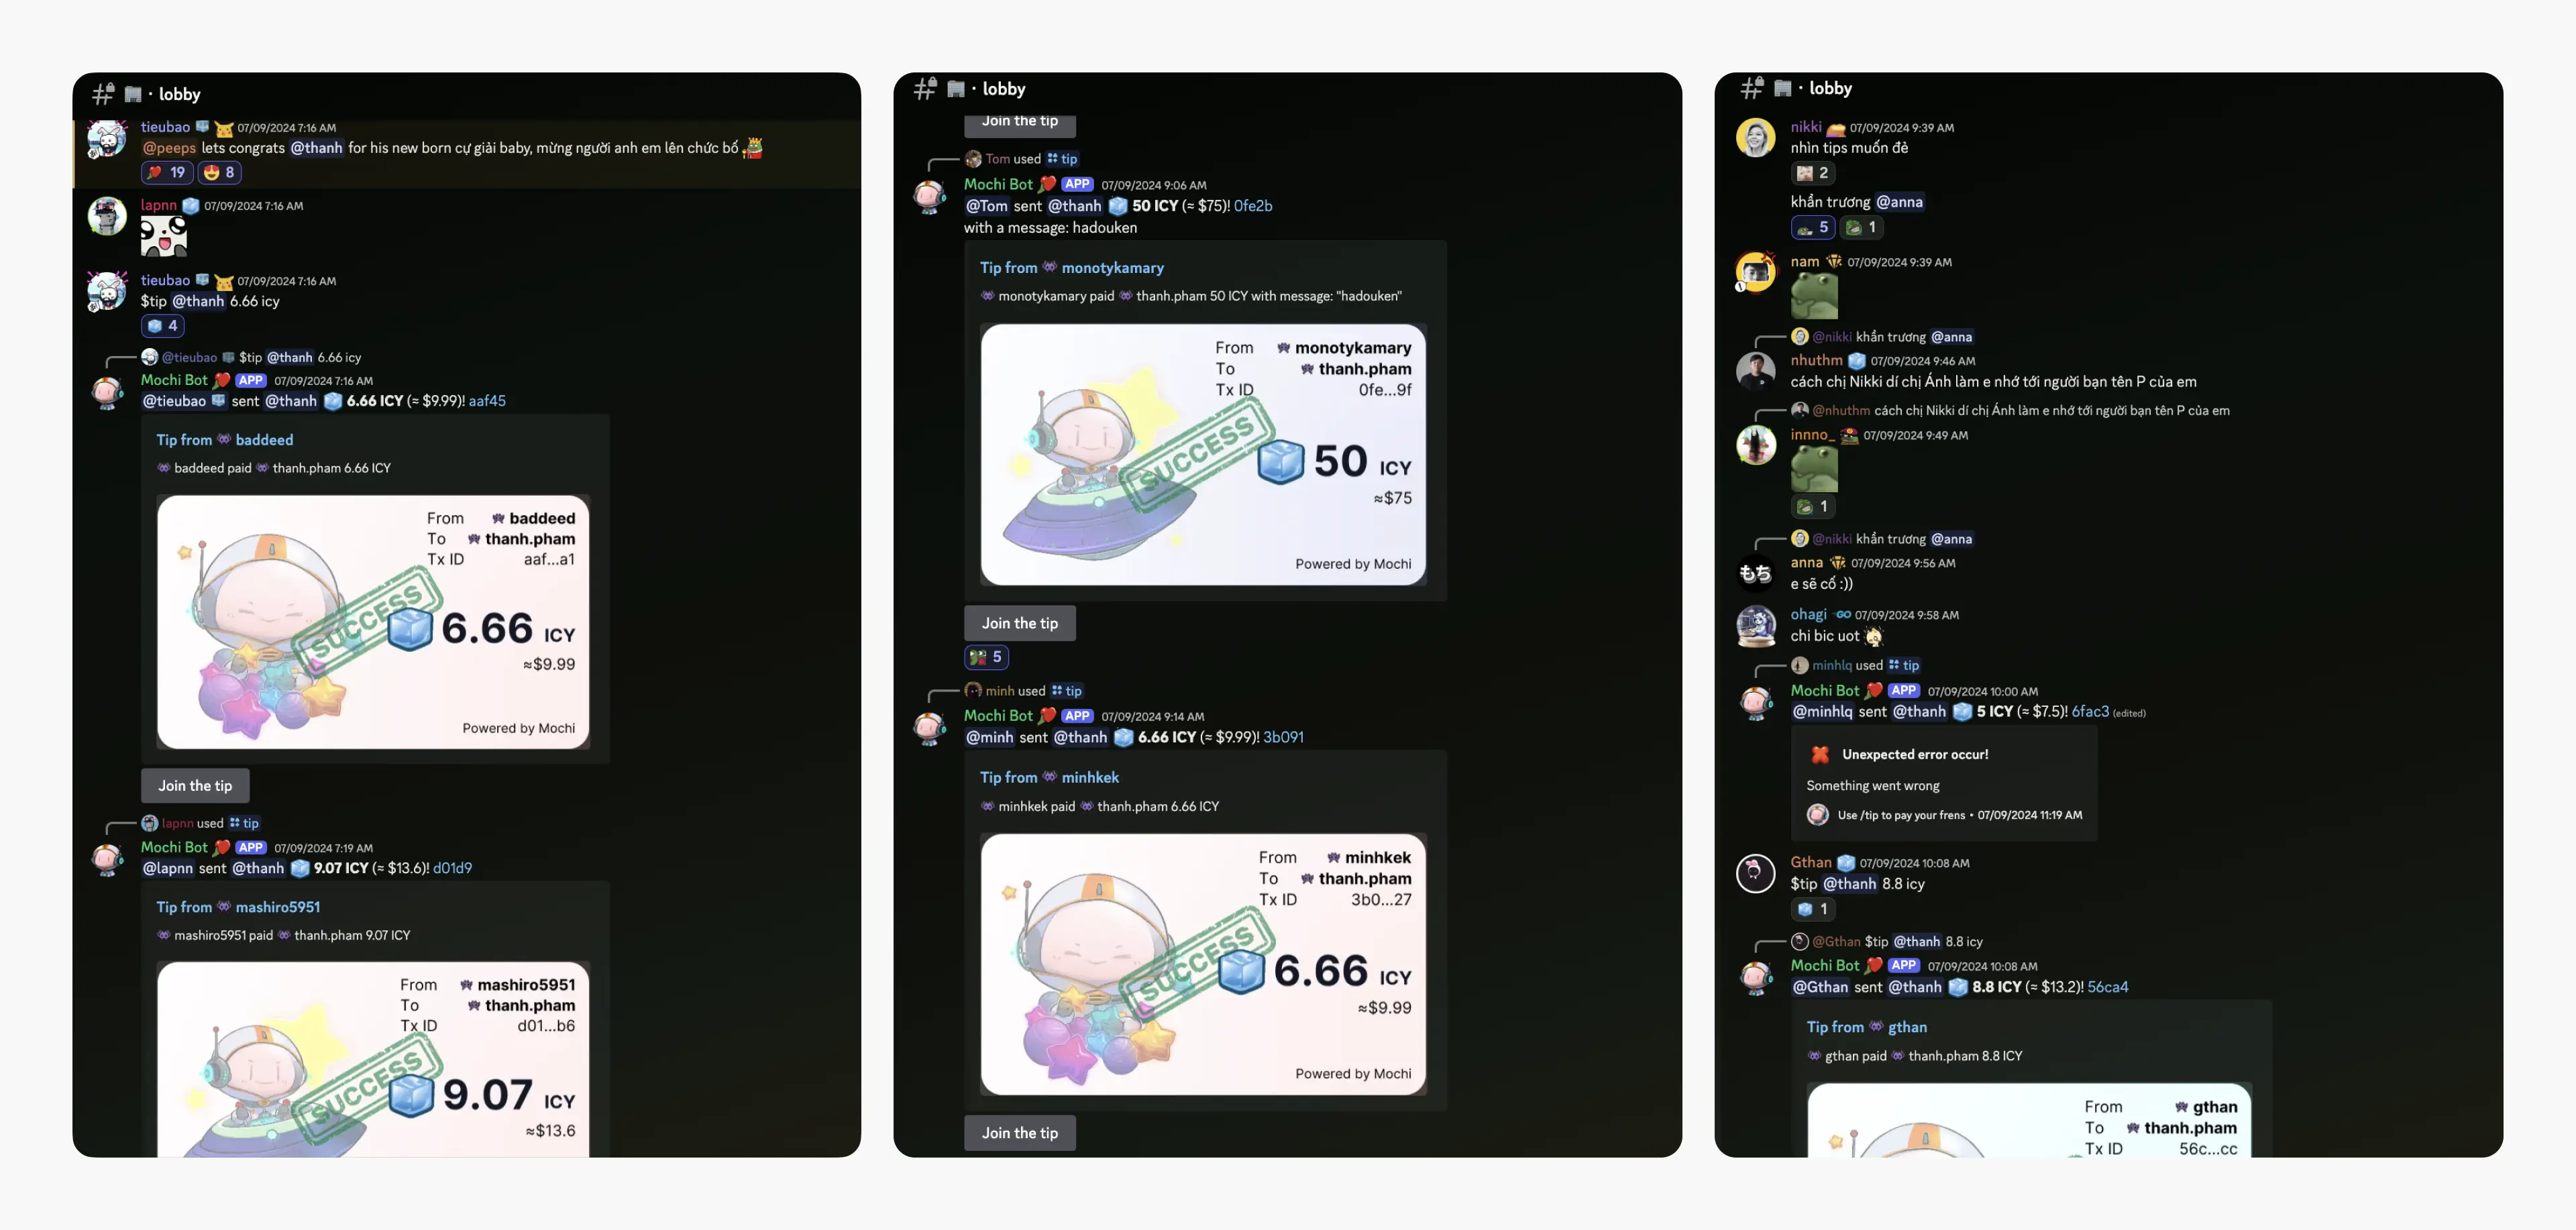 lobby
tieubao 07/09/2024 7:16 AM
@peeps lets congrats @thanh for his new born cự giải baby, mừng người anh em lên chức bố
19 8
lapnn 07/09/2024 7:16 AM
tieubao 07/09/2024 7:16 AM
$tip @thanh 6.66 icy
4
@tieubao $tip @thanh 6.66 icy
Mochi Bot APP 07/09/2024 7:16 AM
@tieubao sent @thanh 6.66 ICY (≈ $9.99)! aaf45
Tip from baddeed
baddeed paid thanh.pham 6.66 ICY
From baddeed
To thanh.pham
Tx ID aaf...a1
SUCCESS
6.66 ICY
≈$9.99
Powered by Mochi
Join the tip
lapnn used tip
Mochi Bot APP 07/09/2024 7:19 AM
@lapnn sent @thanh 9.07 ICY (≈ $13.6)! d01d9
Tip from mashiro5951
mashiro5951 paid thanh.pham 9.07 ICY
From mashiro5951
To thanh.pham
Tx ID d01...b6
SUCCESS
9.07 ICY
≈$13.6
lobby
Join the tip
Tom used tip
Mochi Bot APP 07/09/2024 9:06 AM
@Tom sent @thanh 50 ICY (≈ $75)! 0fe2b
with a message: hadouken
Tip from monotykamary
monotykamary paid thanh.pham 50 ICY with message: "hadouken"
From monotykamary
To thanh.pham
Tx ID 0fe...9f
SUCCESS
50 ICY
≈$75
Powered by Mochi
Join the tip
5
minh used tip
Mochi Bot APP 07/09/2024 9:14 AM
@minh sent @thanh 6.66 ICY (≈ $9.99)! 3b091
Tip from minhkek
minhkek paid thanh.pham 6.66 ICY
From minhkek
To thanh.pham
Tx ID 3b0...27
SUCCESS
6.66 ICY
≈$9.99
Powered by Mochi
Join the tip
lobby
nikki 07/09/2024 9:39 AM
nhìn tips muốn đẻ
2
khẩn trương @anna
5 1
nam 07/09/2024 9:39 AM
@nikki khẩn trương @anna
nhuthm 07/09/2024 9:46 AM
cách chị Nikki dí chị Ánh làm e nhớ tới người bạn tên P của em
@nhuthm cách chị Nikki dí chị Ánh làm e nhớ tới người bạn tên P của em
innno_ 07/09/2024 9:49 AM
1
@nikki khẩn trương @anna
もち
anna 07/09/2024 9:56 AM
e sẽ cố :))
ohagi GO 07/09/2024 9:58 AM
chi bic uot
minhlq used tip
Mochi Bot APP 07/09/2024 10:00 AM
@minhlq sent @thanh 5 ICY (≈ $7.5)! 6fac3 (edited)
Unexpected error occur!
Something went wrong
Use /tip to pay your frens • 07/09/2024 11:19 AM
Gthan 07/09/2024 10:08 AM
$tip @thanh 8.8 icy
1
@Gthan $tip @thanh 8.8 icy
Mochi Bot APP 07/09/2024 10:08 AM
@Gthan sent @thanh 8.8 ICY (≈ $13.2)! 56ca4
Tip from gthan
gthan paid thanh.pham 8.8 ICY
From gthan
To thanh.pham
Tx ID 56c...cc